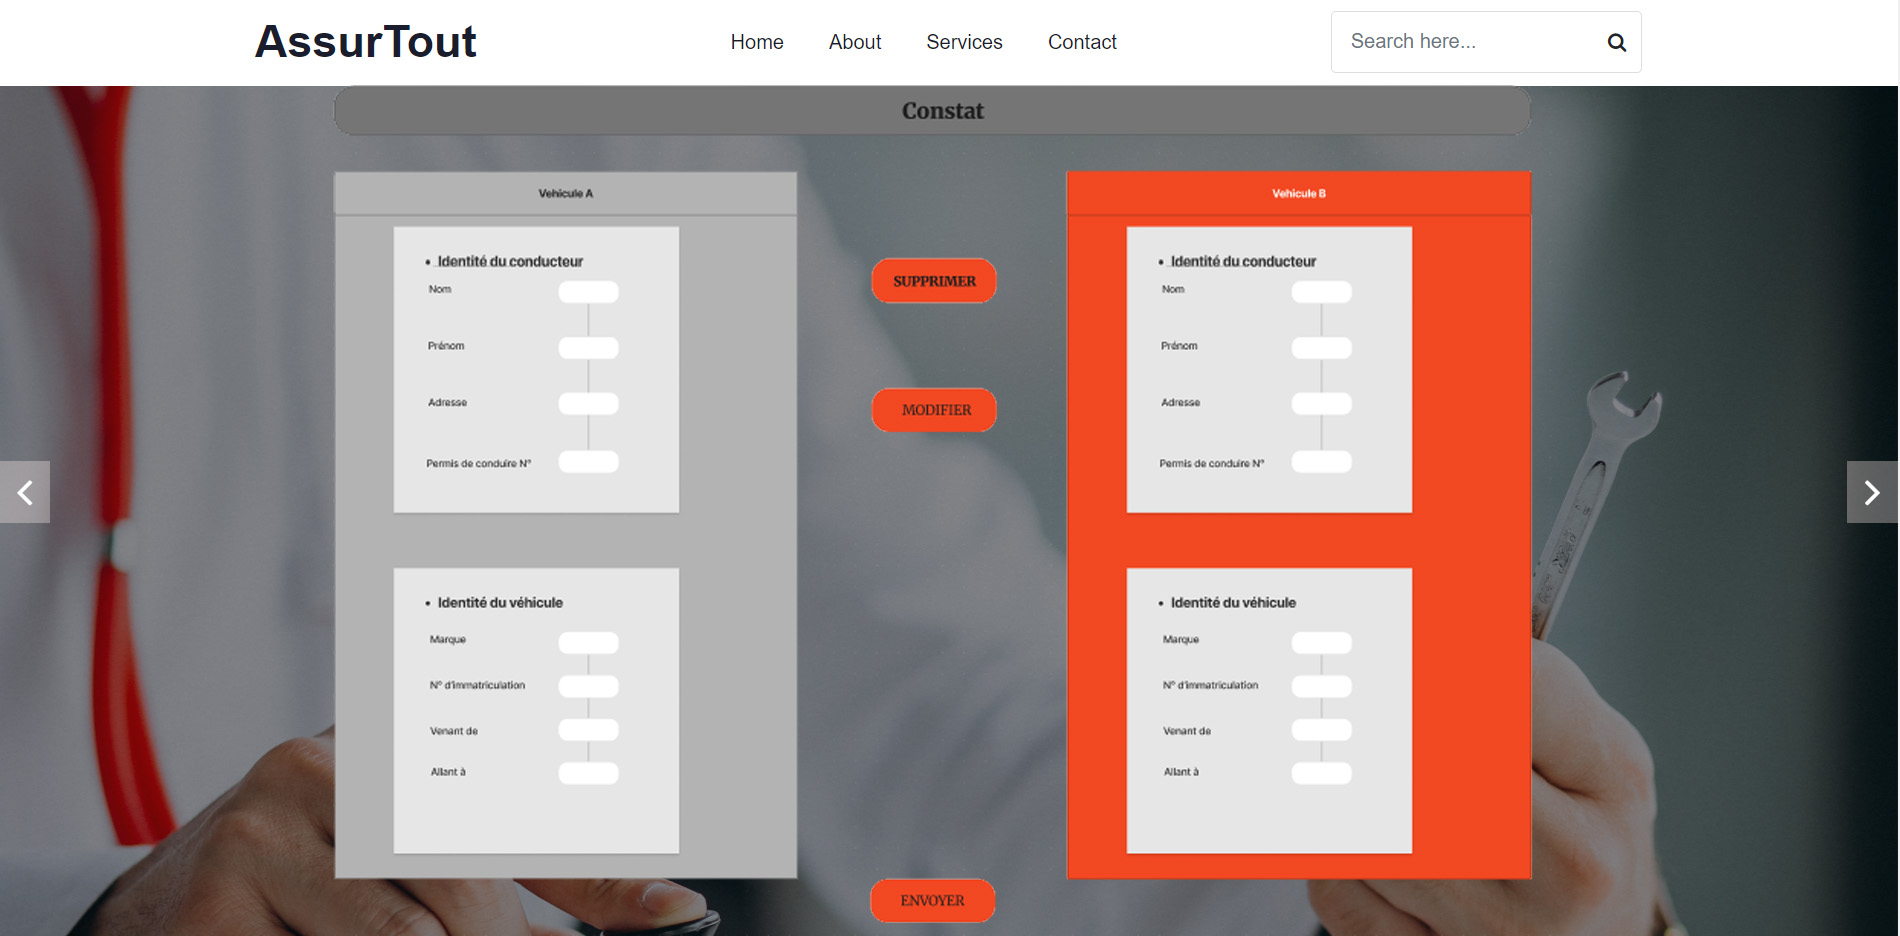 AssurTout
Home About Services Contact
Search here...
Constat
Vehicule A
• Identité du conducteur
Nom
Prénom
Adresse
Permis de conduire N°
• Identité du véhicule
Marque
N° d'immatriculation
Venant de
Allant à
SUPPRIMER
MODIFIER
ENVOYER
Vehicule B
• Identité du conducteur
Nom
Prénom
Adresse
Permis de conduire N°
• Identité du véhicule
Marque
N° d'immatriculation
Venant de
Allant à